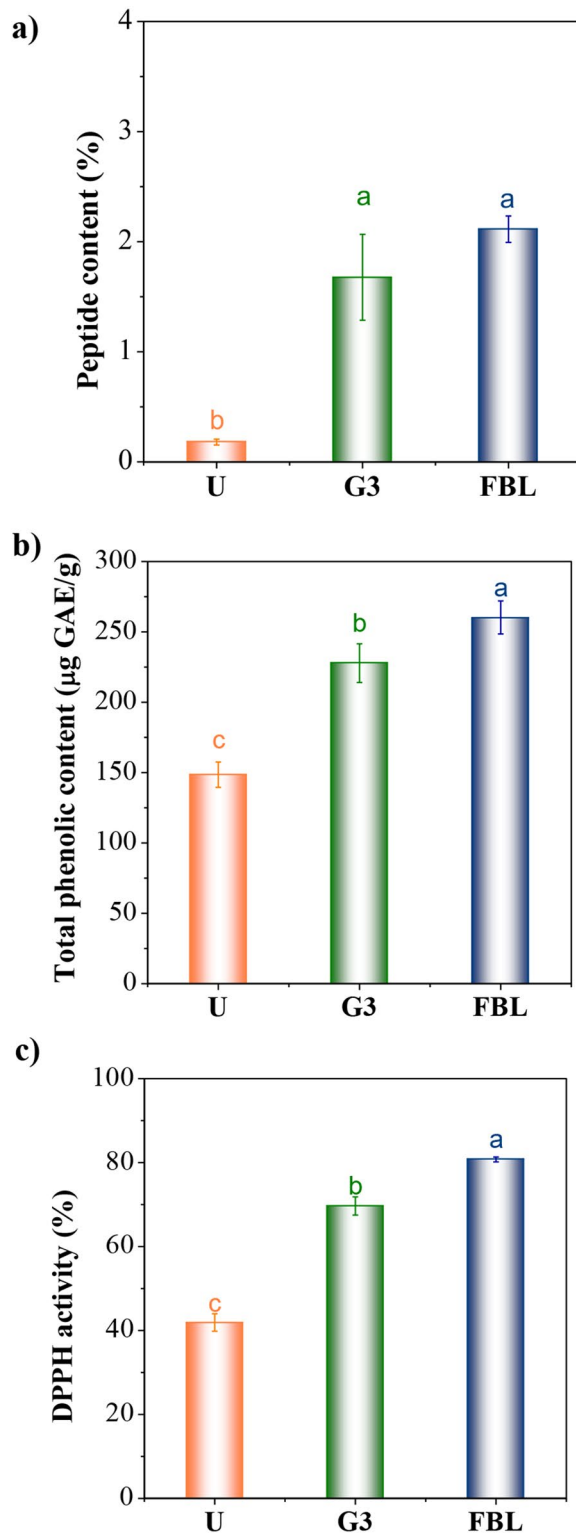 a)
Peptide content (%)
4
3
2
1
0
b
a
a
U G3 FBL
b)
Total phenolic content (µg GAE/g)
300
250
200
150
100
50
0
c
b
a
U G3 FBL
c)
DPPH activity (%)
100
80
60
40
20
0
c
b
a
U G3 FBL